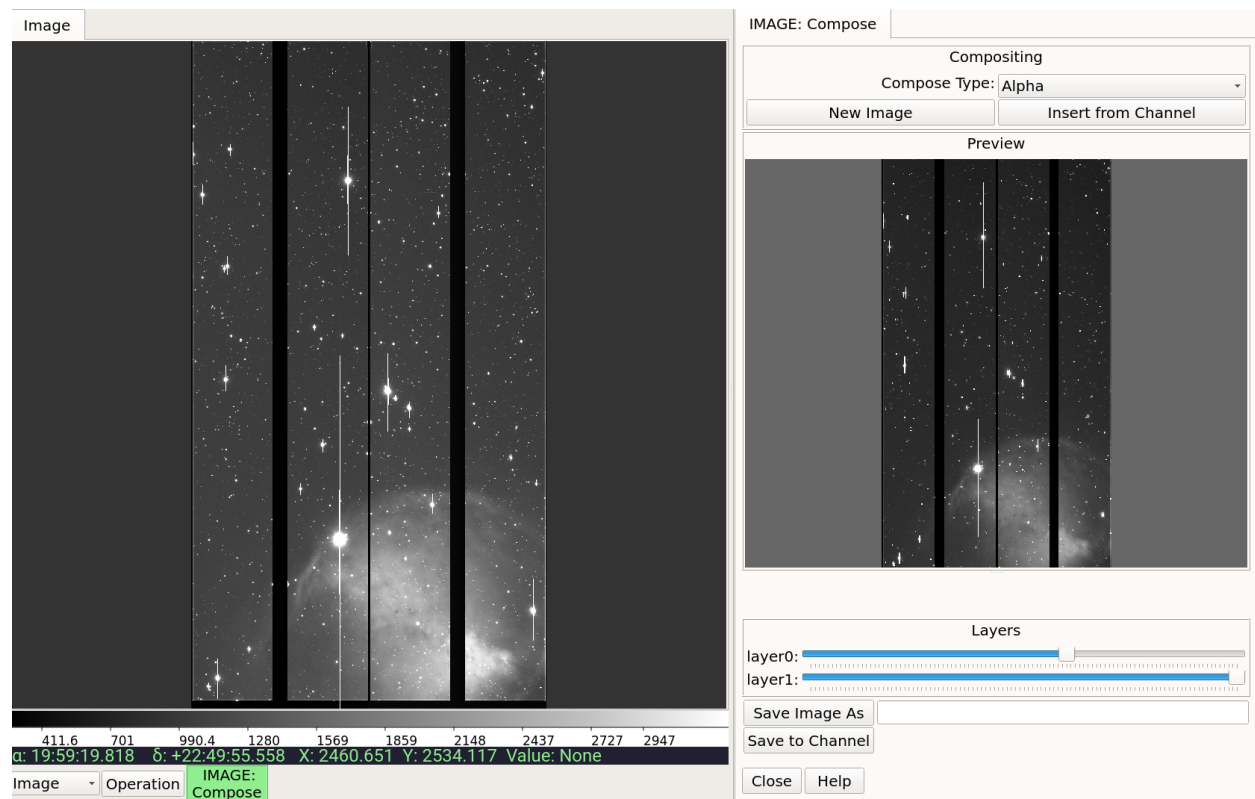 Image
IMAGE: Compose
Compositing
Compose Type: Alpha
New Image Insert from Channel
Preview
Layers
layer0:
layer1:
Save Image As
Save to Channel
Close Help
411.6 701 990.4 1280 1569 1859 2148 2437 2727 2947
α: 19:59:19.818 δ: +22:49:55.558 X: 2460.651 Y: 2534.117 Value: None
Image Operation IMAGE:
Compose